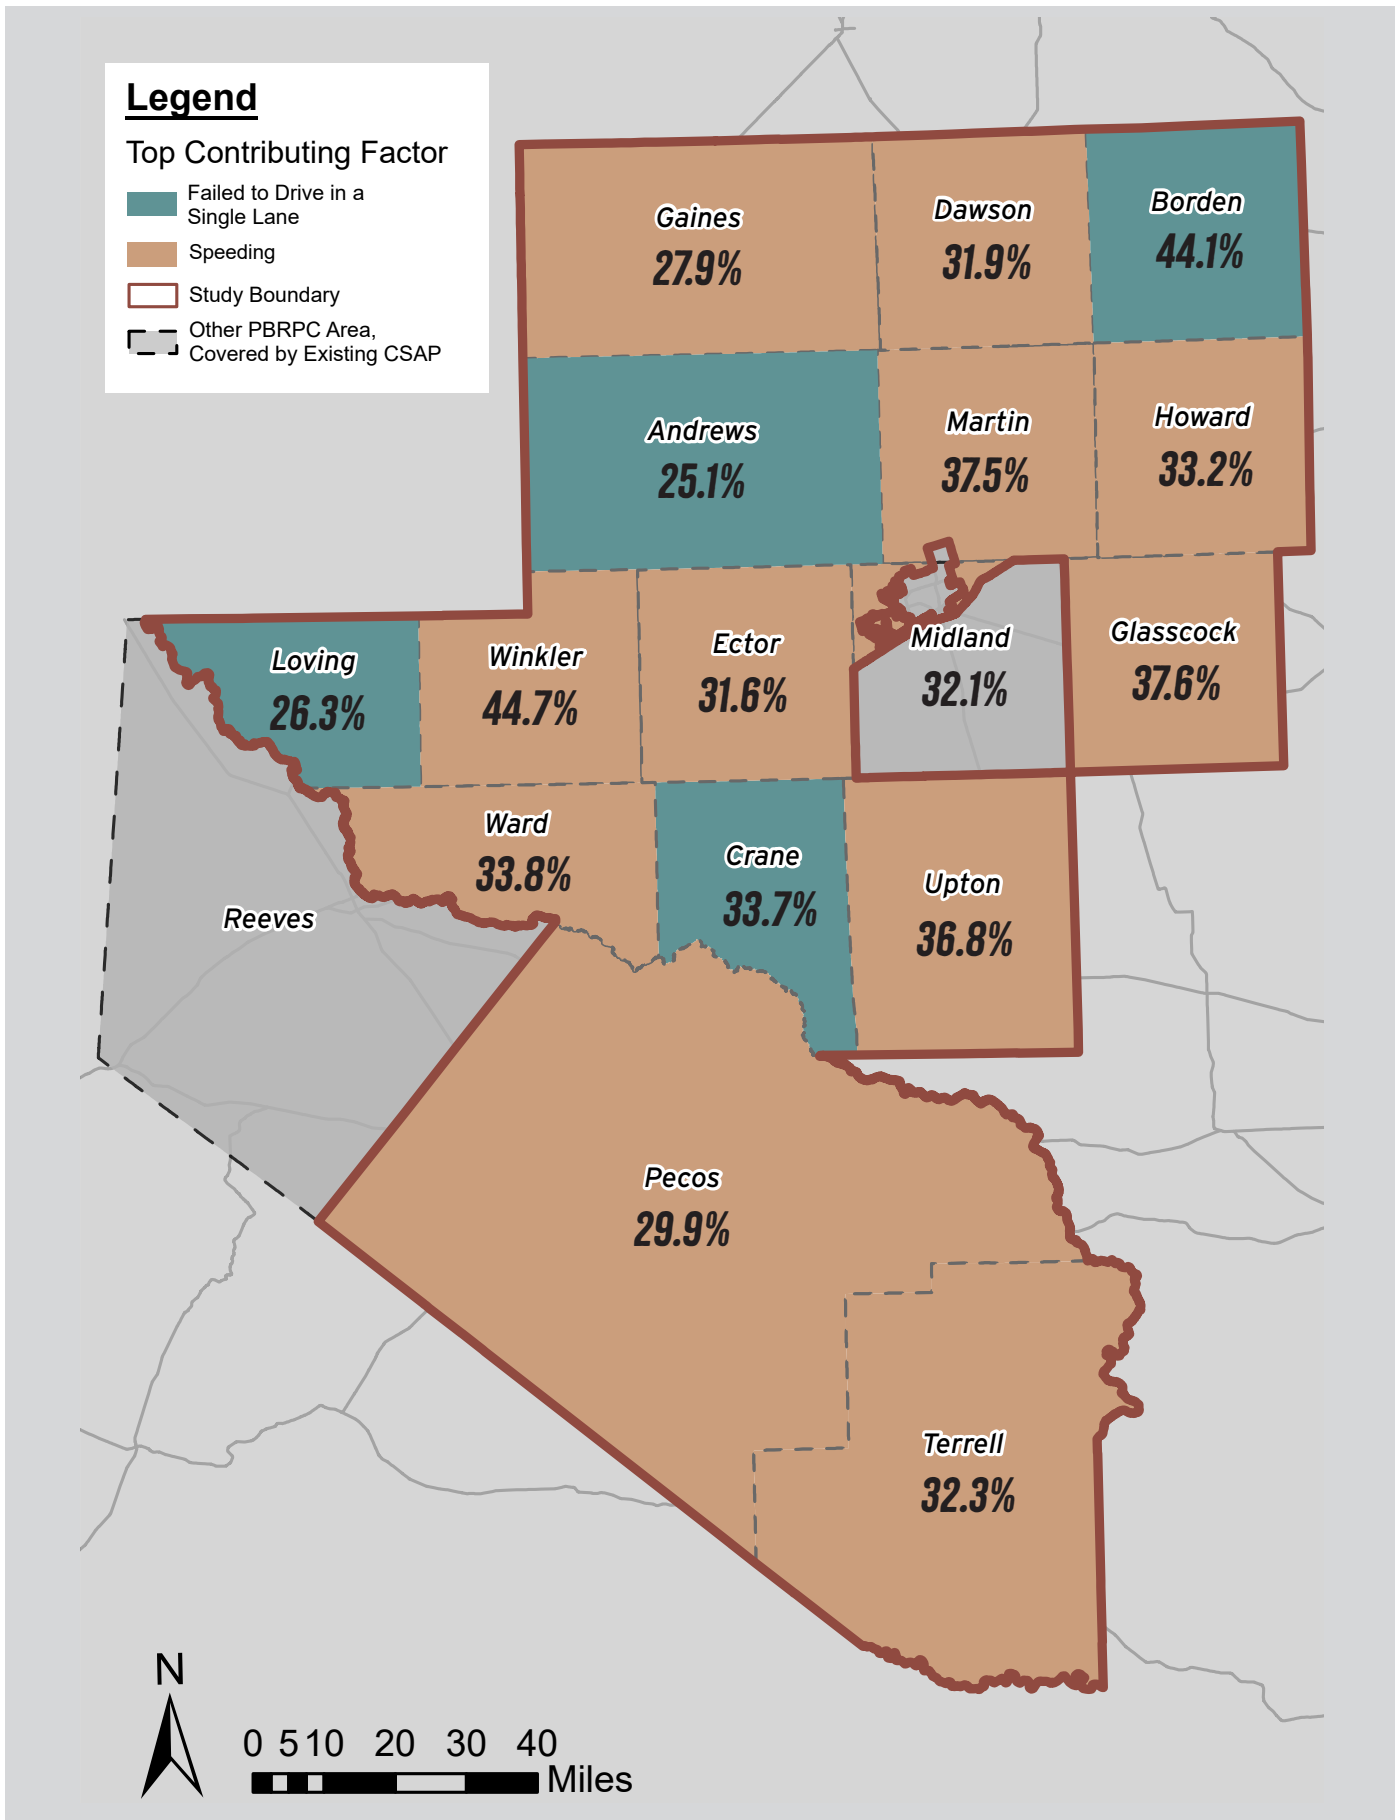 Legend
Top Contributing Factor
Failed to Drive in a
Single Lane
Speeding
Study Boundary
Other PBRPC Area,
Covered by Existing CSAP
Gaines
27.9%
Dawson
31.9%
Borden
44.1%
Andrews
25.1%
Martin
37.5%
Howard
33.2%
Loving
26.3%
Winkler
44.7%
Ector
31.6%
Midland
32.1%
Glasscock
37.6%
Ward
33.8%
Crane
33.7%
Upton
36.8%
Reeves
Pecos
29.9%
Terrell
32.3%
N
0 5 10 20 30 40
Miles